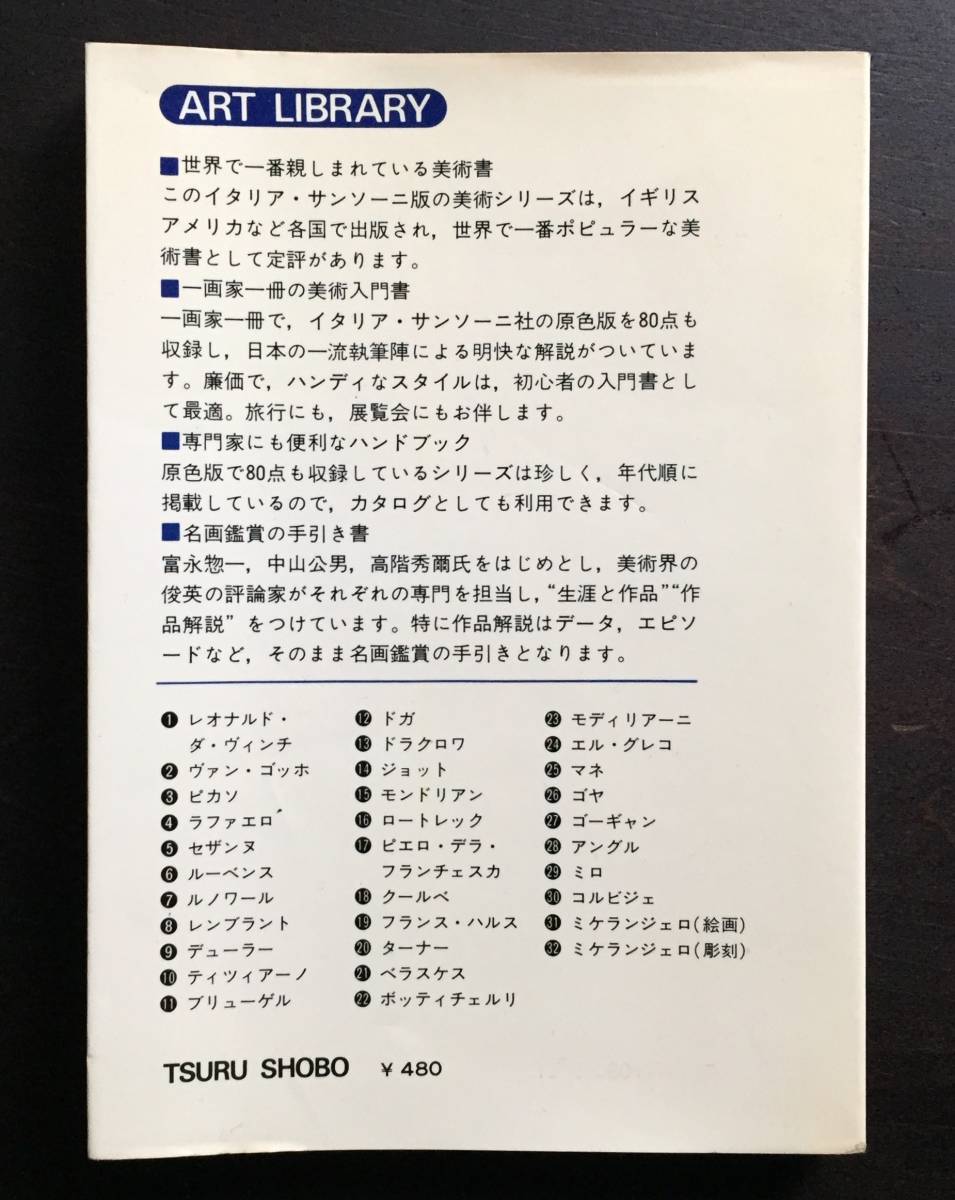 ART LIBRARY
■世界で一番親しまれている美術書
このイタリア・サンソーニ版の美術シリーズは，イギリス
アメリカなど各国で出版され，世界で一番ポピュラーな美
術書として定評があります。
■一画家一冊の美術入門書
一画家一冊で，イタリア・サンソーニ社の原色版を80点も
収録し，日本の一流執筆陣による明快な解説がついていま
す。廉価で，ハンディなスタイルは，初心者の入門書とし
て最適。旅行にも，展覧会にもお伴します。
■専門家にも便利なハンドブック
原色版で80点も収録しているシリーズは珍しく，年代順に
掲載しているので，カタログとしても利用できます。
■名画鑑賞の手引き書
富永惣一，中山公男，高階秀爾氏をはじめとし，美術界の
俊英の評論家がそれぞれの専門を担当し，“生涯と作品”“作
品解説”をつけています。特に作品解説はデータ，エピソ
ードなど，そのまま名画鑑賞の手引きとなります。
❶ レオナルド・
ダ・ヴィンチ
❷ ヴァン・ゴッホ
❸ ピカソ
❹ ラファエロ
❺ セザンヌ
❻ ルーベンス
❼ ルノワール
❽ レンブラント
❾ デューラー
❿ ティツィアーノ
⓫ ブリューゲル
⓬ ドガ
⓭ ドラクロワ
⓮ ジョット
⓯ モンドリアン
⓰ ロートレック
⓱ ピエロ・デラ・
フランチェスカ
⓲ クールベ
⓳ フランス・ハルス
⓴ ターナー
㉑ ベラスケス
㉒ ボッティチェルリ
㉓ モディリアーニ
㉔ エル・グレコ
㉕ マネ
㉖ ゴヤ
㉗ ゴーギャン
㉘ アングル
㉙ ミロ
㉚ コルビジェ
㉛ ミケランジェロ(絵画)
㉜ ミケランジェロ(彫刻)
TSURU SHOBO ¥480